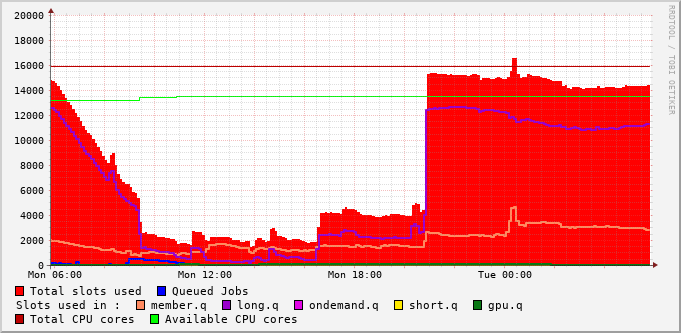 20000
18000
16000
14000
12000
10000
8000
6000
4000
2000
0
Mon 06:00 Mon 12:00 Mon 18:00 Tue 00:00
Total slots used Queued Jobs
Slots used in : member.q long.q ondemand.q short.q gpu.q
Total CPU cores Available CPU cores
RRDTOOL / TOBI OETIKER